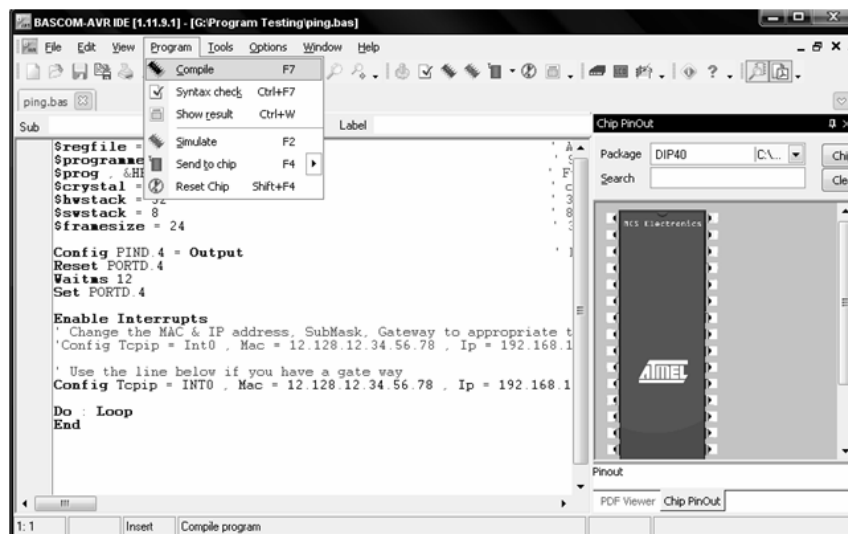 BASCOM-AVR IDE [1.11.9.1] - [G:\Program Testing\ping.bas]
File Edit View Program Tools Options Window Help
ping.bas
Compile F7
Syntax check Ctrl+F7
Show result Ctrl+W
Simulate F2
Send to chip F4
Reset Chip Shift+F4
Sub
Label
$regfile =
$programme
$prog , &H
$crystal =
$hwstack = 32
$swstack = 8
$framesize = 24
Config PIND.4 = Output
Reset PORTD.4
Waitms 12
Set PORTD.4
Enable Interrupts
' Change the MAC & IP address, SubMask, Gateway to appropriate t
'Config Tcpip = Int0 , Mac = 12.128.12.34.56.78 , Ip = 192.168.1
' Use the line below if you have a gate way
Config Tcpip = INT0 , Mac = 12.128.12.34.56.78 , Ip = 192.168.1
Do : Loop
End
Chip PinOut
Package DIP40 C:\...
Chi
Search
Cle
MCS Electronics
ATMEL
Pinout
PDF Viewer Chip PinOut
1: 1 Insert Compile program